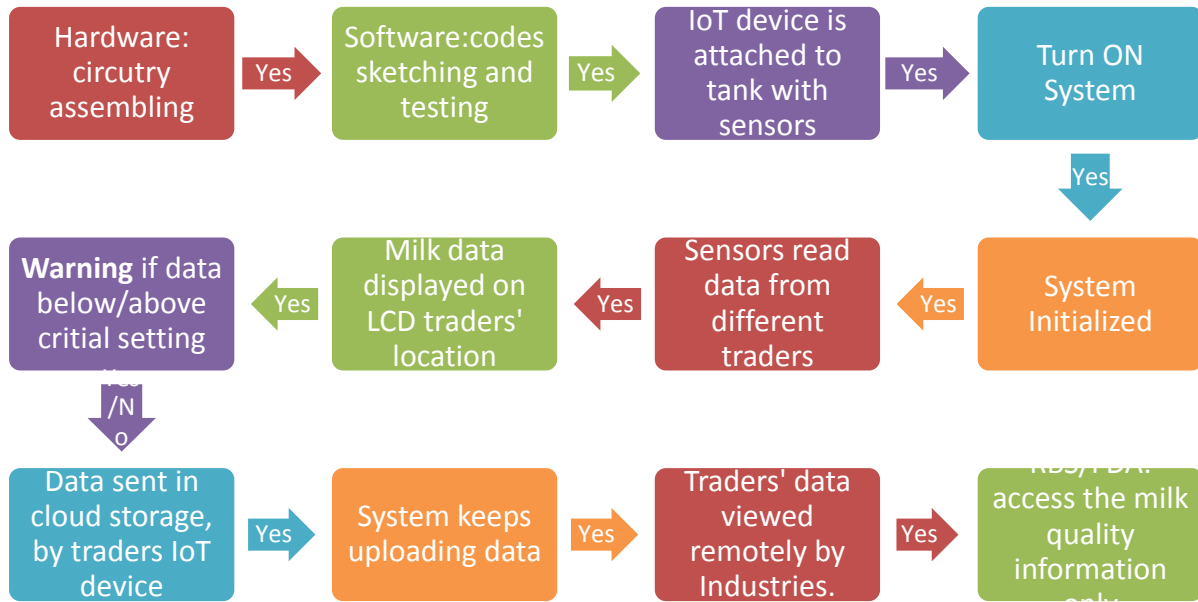 Hardware:
circutry
assembling
Yes
Software:codes
sketching and
testing
Yes
IoT device is
attached to
tank with
sensors
Yes
Turn ON
System
Yes
System
Initialized
Yes
Sensors read
data from
different
traders
Yes
Milk data
displayed on
LCD traders'
location
Yes
Warning if data
below/above
critial setting
Yes
/N
o
Data sent in
cloud storage,
by traders IoT
device
Yes
System keeps
uploading data
Yes
Traders' data
viewed
remotely by
Industries.
Yes
access the milk
quality
information
only